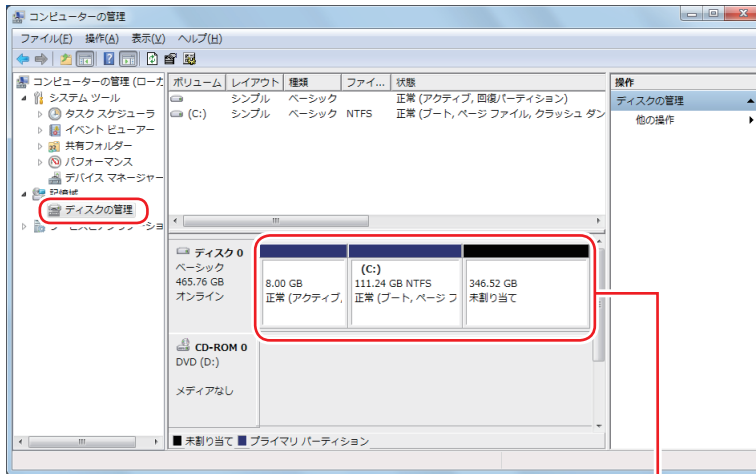 コンピューターの管理
ファイル(F) 操作(A) 表示(V) ヘルプ(H)
コンピューターの管理 (ローカ
システム ツール
タスク スケジューラ
イベント ビューアー
共有フォルダー
パフォーマンス
デバイス マネージャー
記憶域
ディスクの管理
ボリューム レイアウト 種類 ファイ... 状態
シンプル ベーシック 正常 (アクティブ, 回復パーティション)
(C:) シンプル ベーシック NTFS 正常 (ブート, ページ ファイル, クラッシュ ダン
操作
ディスクの管理
他の操作
ディスク 0
ベーシック
465.76 GB
オンライン
8.00 GB
正常 (アクティブ,
(C:)
111.24 GB NTFS
正常 (ブート, ページ フ
346.52 GB
未割り当て
CD-ROM 0
DVD (D:)
メディアなし
未割り当て プライマリ パーティション